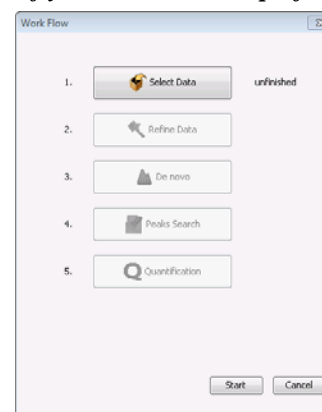 Work Flow
1. Select Data unfinished
2. Refine Data
3. De novo
4. Peaks Search
5. Quantification
Start Cancel